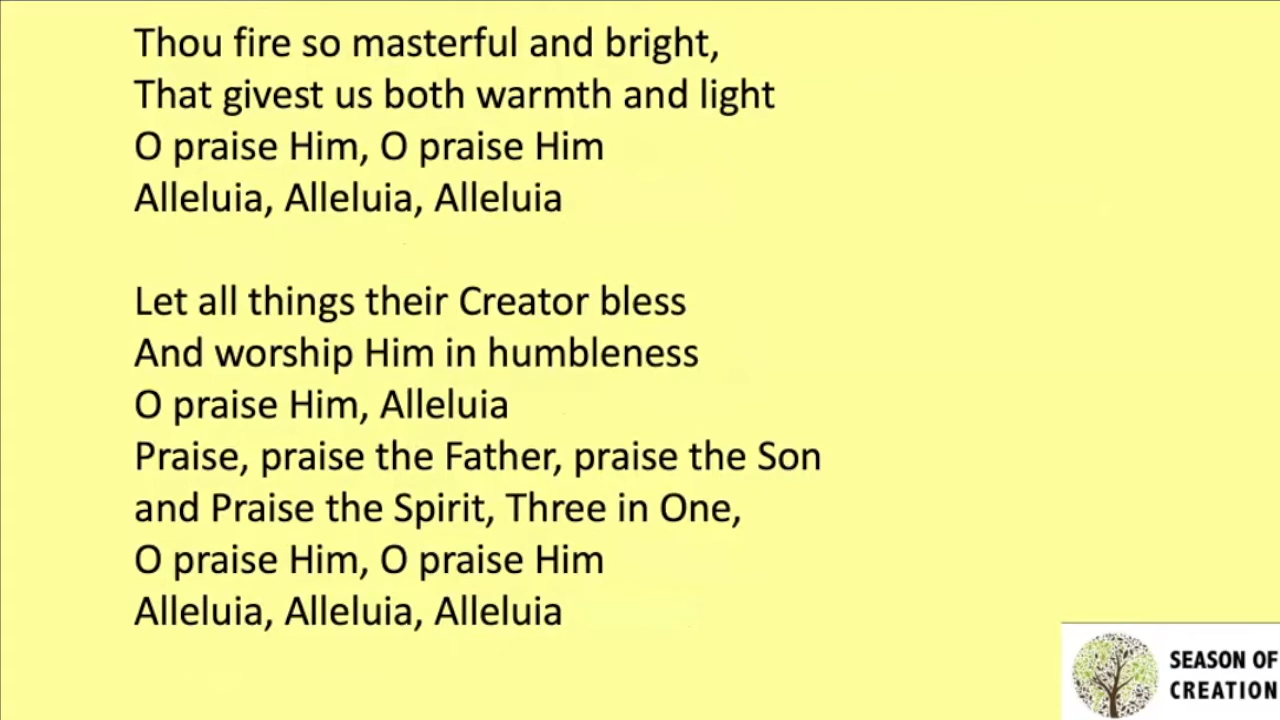 Thou fire so masterful and bright,
That givest us both warmth and light
O praise Him, O praise Him
Alleluia, Alleluia, Alleluia
Let all things their Creator bless
And worship Him in humbleness
O praise Him, Alleluia
Praise, praise the Father, praise the Son
and Praise the Spirit, Three in One,
O praise Him, O praise Him
Alleluia, Alleluia, Alleluia
SEASON OF
CREATION